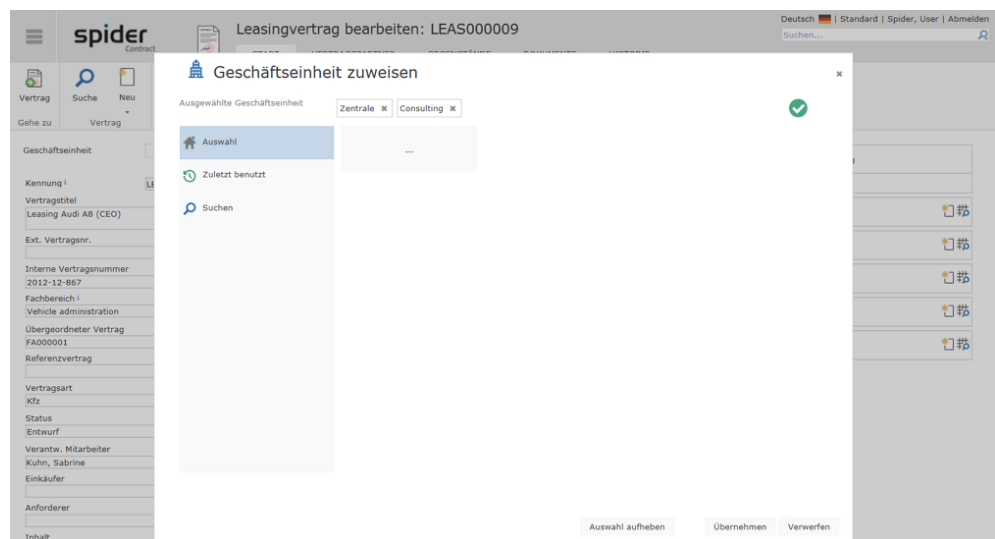 Deutsch | Standard | Spider, User | Abmelden
spider
Contract
Leasingvertrag bearbeiten: LEAS000009
Suchen...
Geschäftseinheit zuweisen
Vertrag
Suche
Neu
Gehe zu
Vertrag
Ausgewählte Geschäftseinheit
Zentrale
Consulting
Auswahl
...
Zuletzt benutzt
Suchen
Geschäftseinheit
Kennung
LE
Vertragstitel
Leasing Audi A8 (CEO)
Ext. Vertragsnr.
Interne Vertragsnummer
2012-12-867
Fachbereich
Vehicle administration
Übergeordneter Vertrag
FA000001
Referenzvertrag
Vertragsart
Kfz
Status
Entwurf
Verantw. Mitarbeiter
Kuhn, Sabrine
Einkäufer
Anforderer
Inhalt
Auswahl aufheben
Übernehmen
Verwerfen